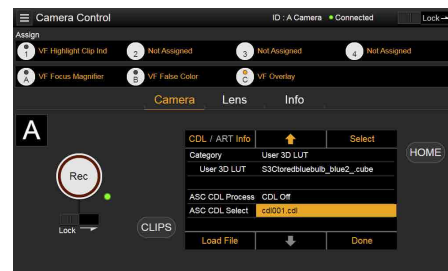 Camera Control
ID : A Camera Connected
Lock
Assign
1 VF Highlight Clip Ind
2 Not Assigned
3 Not Assigned
4 Not Assigned
A VF Focus Magnifier
B VF False Color
C VF Overlay
Camera Lens Info
A
CDL / ART Info Select
Category User 3D LUT
User 3D LUT S3Ctoredbluebulb_blue2_.cube
HOME
Rec
ASC CDL Process CDL Off
ASC CDL Select cdl001.cdl
Lock
CLIPS
Load File Done